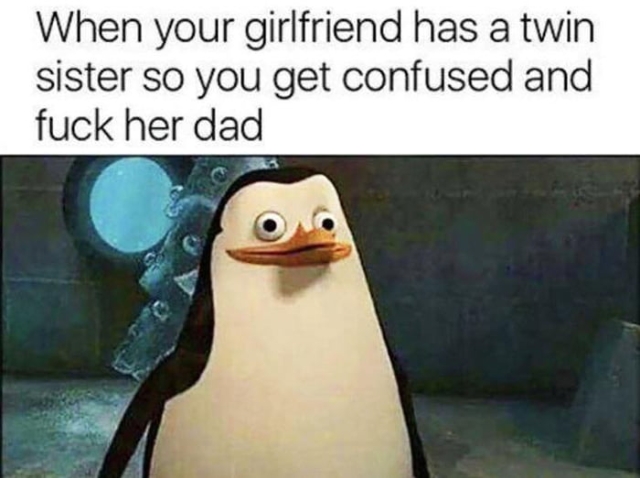 When your girlfriend has a twin
sister so you get confused and
fuck her dad